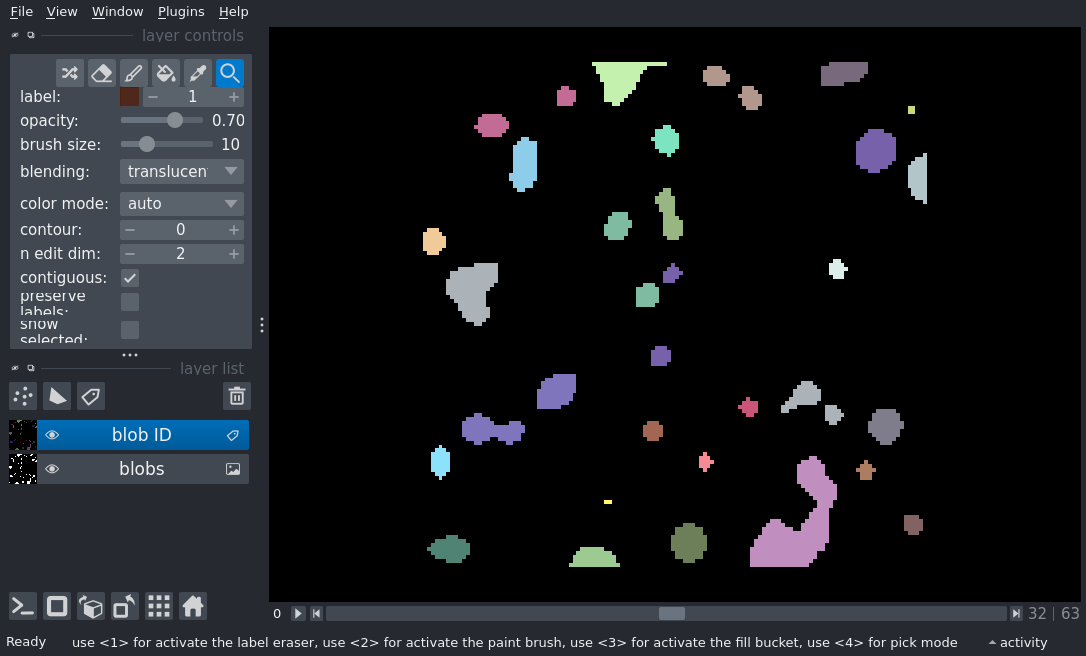 File View Window Plugins Help
layer controls
label: 1
opacity: 0.70
brush size: 10
blending: translucen
color mode: auto
contour: 0
n edit dim: 2
contiguous:
preserve
labels:
show
selected:
layer list
blob ID
blobs
0 32 | 63
Ready use <1> for activate the label eraser, use <2> for activate the paint brush, use <3> for activate the fill bucket, use <4> for pick mode activity